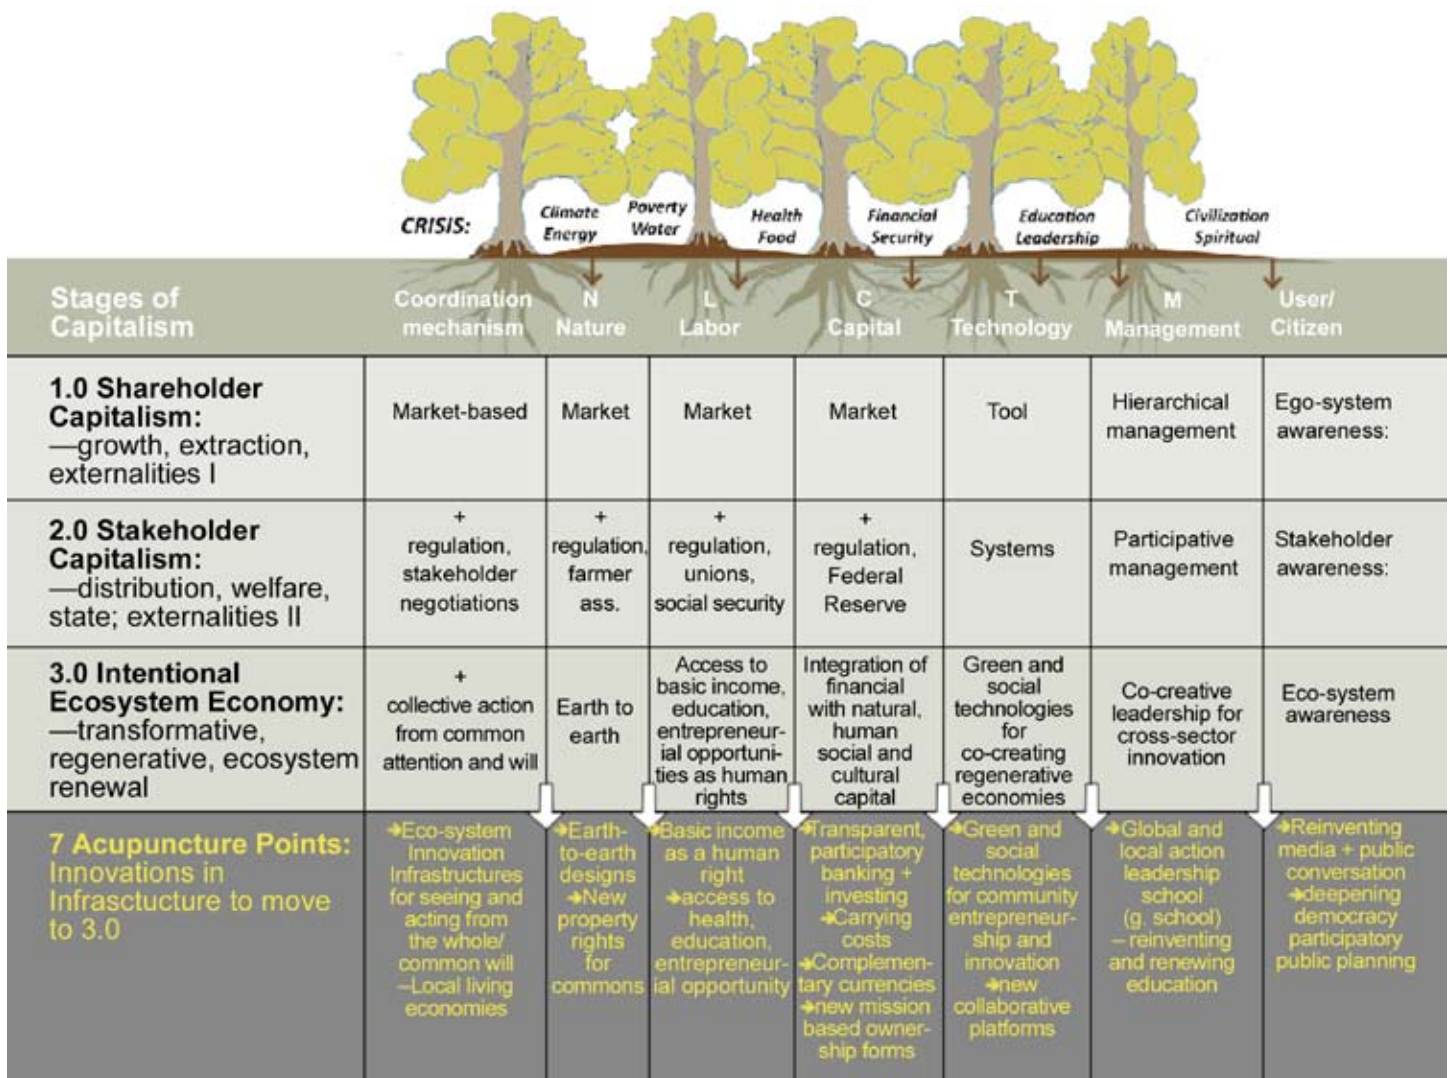 CRISIS:
Climate
Energy
Poverty
Water
Health
Food
Financial
Security
Education
Leadership
Civilization
Spiritual
Stages of
Capitalism
Coordination
mechanism
N
Nature
L
Labor
C
Capital
T
Technology
M
Management
User/
Citizen
1.0 Shareholder
Capitalism:
—growth, extraction,
externalities I
Market-based
Market
Market
Market
Tool
Hierarchical
management
Ego-system
awareness:
2.0 Stakeholder
Capitalism:
—distribution, welfare,
state; externalities II
+
regulation,
stakeholder
negotiations
+
regulation,
farmer
ass.
+
regulation,
unions,
social security
+
regulation,
Federal
Reserve
Systems
Participative
management
Stakeholder
awareness:
3.0 Intentional
Ecosystem Economy:
—transformative,
regenerative, ecosystem
renewal
+
collective action
from common
attention and will
Earth to
earth
Access to
basic income,
education,
entrepreneur-
ial opportuni-
ties as human
rights
Integration of
financial
with natural,
human
social and
cultural
capital
Green and
social
technologies
for
co-creating
regenerative
economies
Co-creative
leadership for
cross-sector
innovation
Eco-system
awareness
7 Acupuncture Points:
Innovations in
Infrasctucture to move
to 3.0
➔Eco-system
Innovation
Infrastructures
for seeing and
acting from
the whole/
common will
–Local living
economies
➔Earth-
to-earth
designs
➔New
property
rights
for
commons
➔Basic income
as a human
right
➔access to
health,
education,
entrepreneur-
ial opportunity
➔Transparent,
participatory
banking +
investing
➔Carrying
costs
➔Complemen-
tary currencies
➔new mission
based owner-
ship forms
➔Green and
social
technologies
for community
entrepreneur-
ship and
innovation
➔new
collaborative
platforms
➔Global and
local action
leadership
school
(g. school)
– reinventing
and renewing
education
➔Reinventing
media + public
conversation
➔deepening
democracy
participatory
public planning